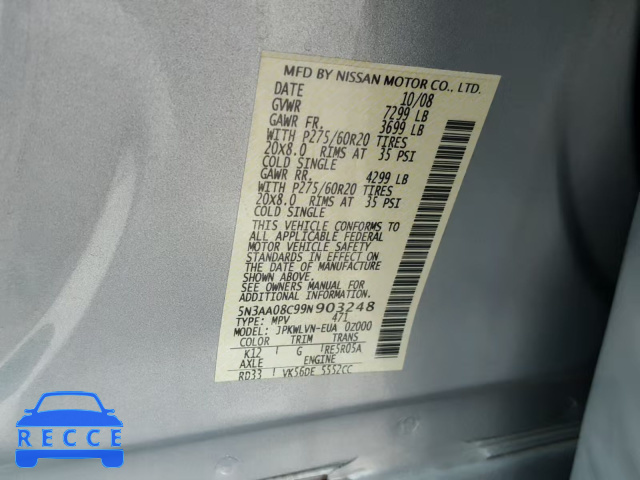 MFD BY NISSAN MOTOR CO., LTD.
DATE 10/08
GVWR 7299 LB
GAWR FR. 3699 LB
WITH P275/60R20 TIRES
20X8.0 RIMS AT 35 PSI
COLD SINGLE
GAWR RR. 4299 LB
WITH P275/60R20 TIRES
20X8.0 RIMS AT 35 PSI
COLD SINGLE
THIS VEHICLE CONFORMS TO
ALL APPLICABLE FEDERAL
MOTOR VEHICLE SAFETY
STANDARDS IN EFFECT ON
THE DATE OF MANUFACTURE
SHOWN ABOVE.
SEE OWNERS MANUAL FOR
ADDITIONAL INFORMATION.
5N3AA08C99N903248
TYPE: MPV 471
MODEL: JPKWLVN-EUA 0Z000
COLOR TRIM TRANS
K12 G RE5R05A
AXLE ENGINE
RD33 VK56DE 5552CC
RECCE